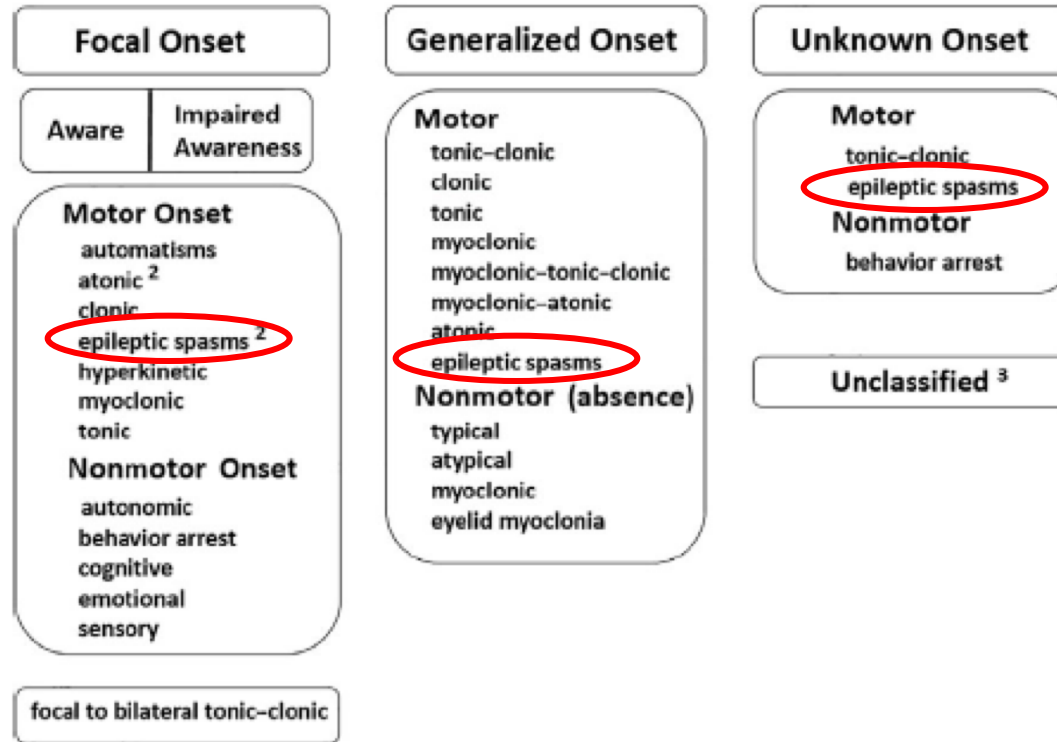 Focal Onset
Aware
Impaired
Awareness
Motor Onset
automatisms
atonic 2
clonic
epileptic spasms 2
hyperkinetic
myoclonic
tonic
Nonmotor Onset
autonomic
behavior arrest
cognitive
emotional
sensory
focal to bilateral tonic–clonic
Generalized Onset
Motor
tonic–clonic
clonic
tonic
myoclonic
myoclonic–tonic–clonic
myoclonic–atonic
atonic
epileptic spasms
Nonmotor (absence)
typical
atypical
myoclonic
eyelid myoclonia
Unknown Onset
Motor
tonic–clonic
epileptic spasms
Nonmotor
behavior arrest
Unclassified 3